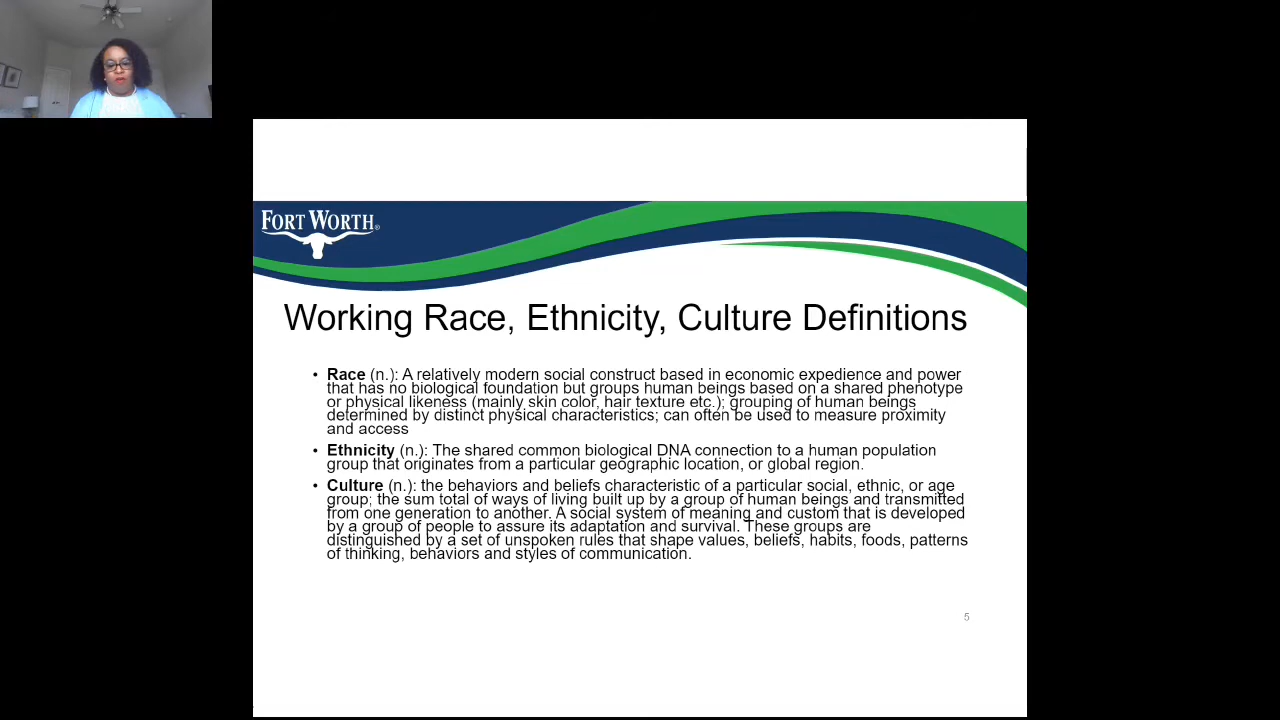 FORT WORTH®
Working Race, Ethnicity, Culture Definitions
• Race (n.): A relatively modern social construct based in economic expedience and power
that has no biological foundation but groups human beings based on a shared phenotype
or physical likeness (mainly skin color, hair texture etc.); grouping of human beings
determined by distinct physical characteristics; can often be used to measure proximity
and access
• Ethnicity (n.): The shared common biological DNA connection to a human population
group that originates from a particular geographic location, or global region.
• Culture (n.): the behaviors and beliefs characteristic of a particular social, ethnic, or age
group; the sum total of ways of living built up by a group of human beings and transmitted
from one generation to another. A social system of meaning and custom that is developed
by a group of people to assure its adaptation and survival. These groups are
distinguished by a set of unspoken rules that shape values, beliefs, habits, foods, patterns
of thinking, behaviors and styles of communication.
5